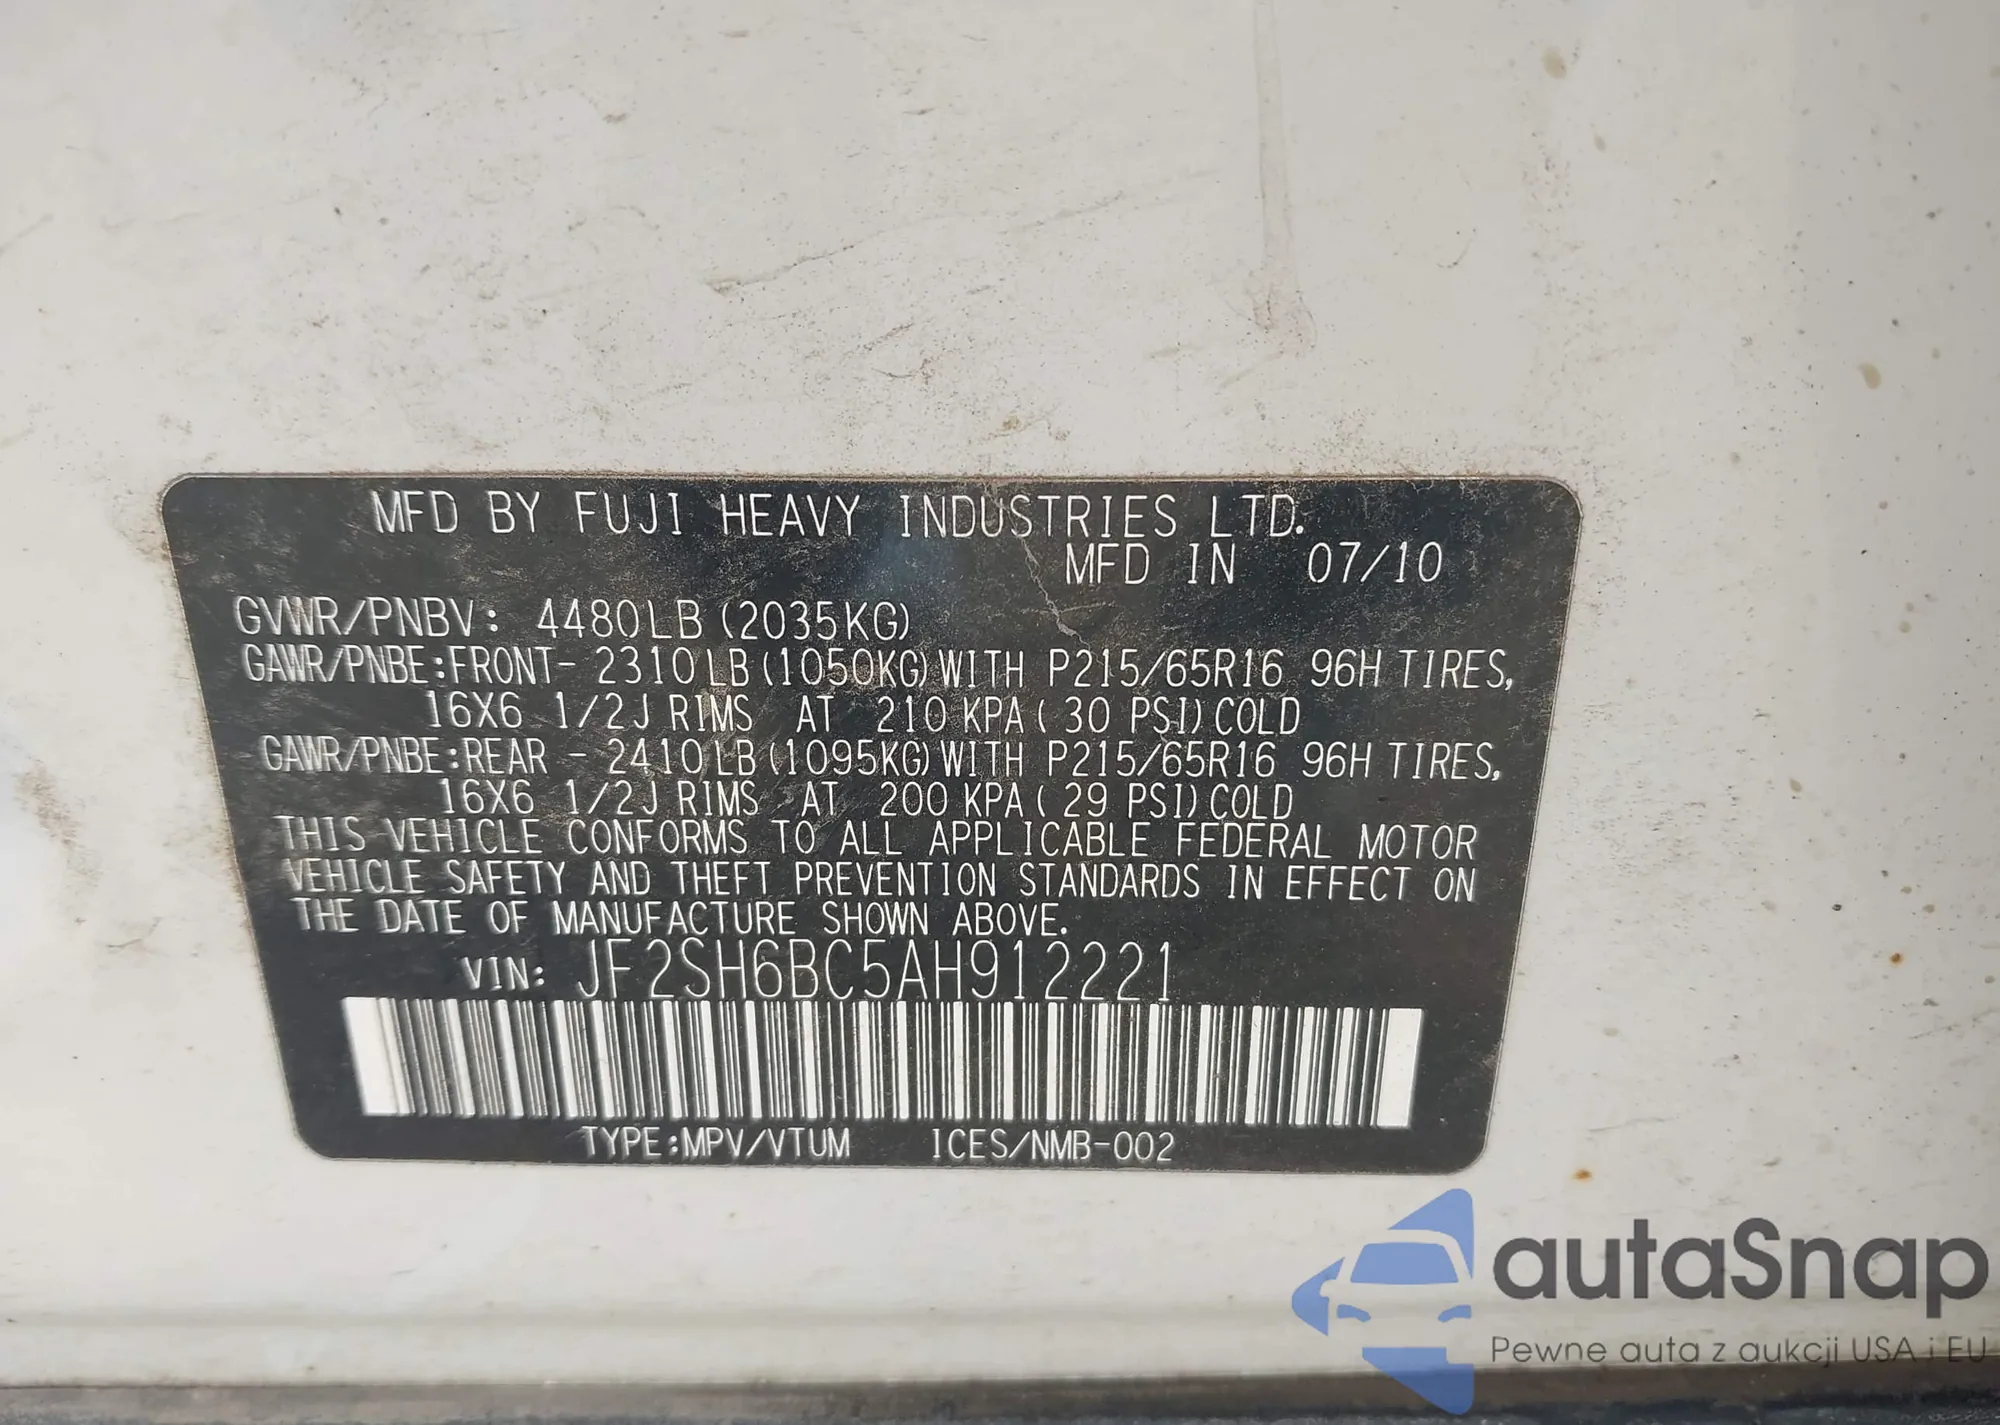 MFD BY FUJI HEAVY INDUSTRIES LTD.
MFD IN 07/10
GVWR/PNBV: 4480LB(2035KG)
GAWR/PNBE:FRONT- 2310LB(1050KG)WITH P215/65R16 96H TIRES,
16X6 1/2J RIMS AT 210 KPA( 30 PSI)COLD
GAWR/PNBE:REAR - 2410LB(1095KG)WITH P215/65R16 96H TIRES,
16X6 1/2J RIMS AT 200 KPA( 29 PSI)COLD
THIS VEHICLE CONFORMS TO ALL APPLICABLE FEDERAL MOTOR
VEHICLE SAFETY AND THEFT PREVENTION STANDARDS IN EFFECT ON
THE DATE OF MANUFACTURE SHOWN ABOVE.
VIN: JF2SH6BC5AH912221
TYPE:MPV/VTUM ICES/NMB-002
autaSnap
Pewne auta z aukcji USA i EU